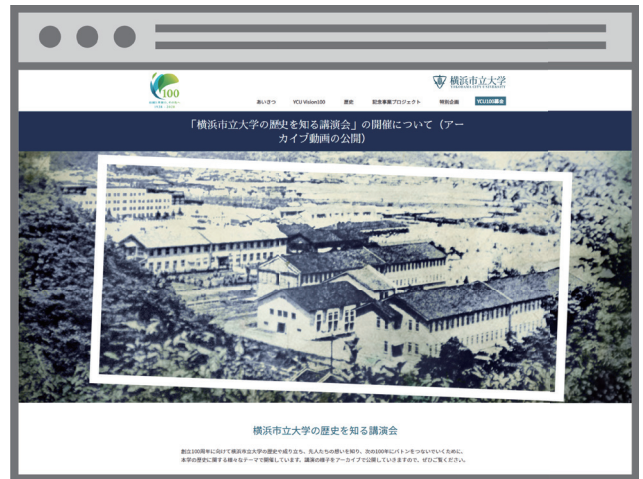 100
1928 - 2028
横浜市立大学
YOKOHAMA CITY UNIVERSITY
あいさつ YCU Vision100 歴史 記念事業プロジェクト 特別企画 YCU100募金
「横浜市立大学の歴史を知る講演会」の開催について（アー
カイブ動画の公開）
横浜市立大学の歴史を知る講演会
創立100周年に向けて横浜市立大学の歴史や成り立ち、先人たちの想いを知り、次の100年にバトンをつないでいくために、
本学の歴史に関する様々なテーマで開催しています。講演の様子をアーカイブで公開していきますので、ぜひご覧ください。